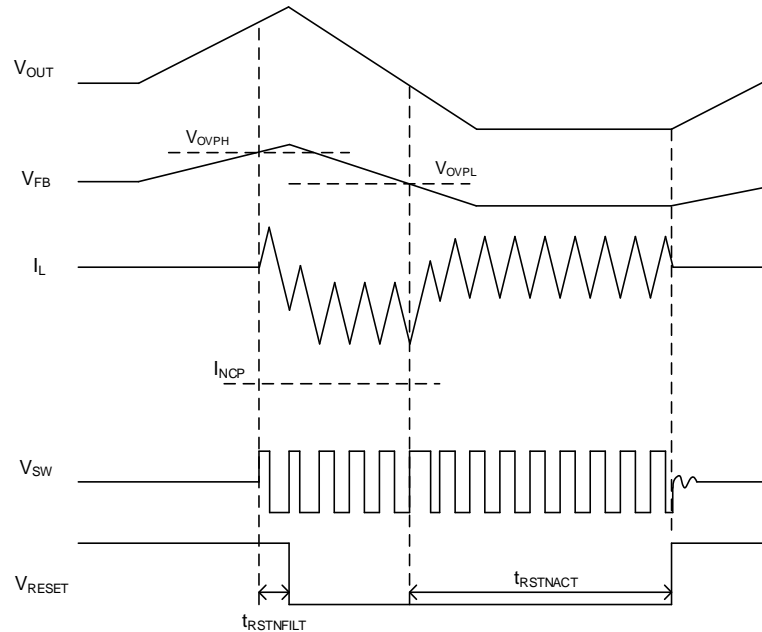 VOUT
VOVPH
VOVPL
VFB
IL
INCP
VSW
VRESET
tRSTNACT
tRSTNFILT